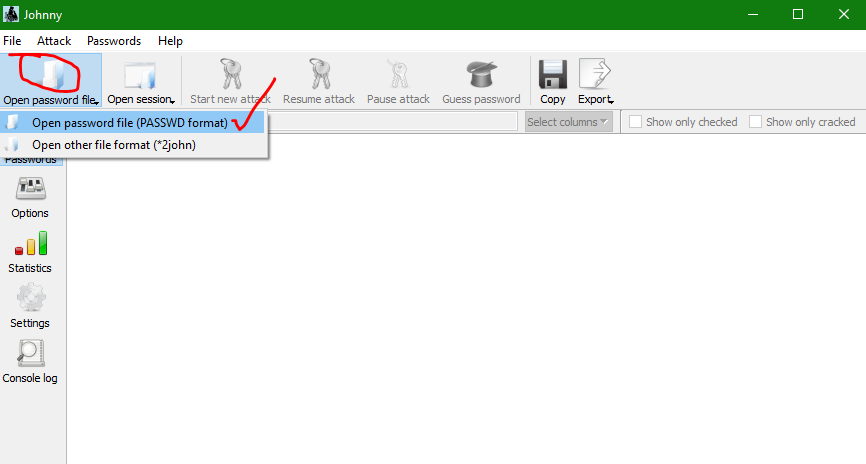 Johnny
File Attack Passwords Help
Open password file Open session Start new attack Resume attack Pause attack Guess password Copy Export
Open password file (PASSWD format) Select columns Show only checked Show only cracked
Open other file format (*2john)
Passwords
Options
Statistics
Settings
Console log